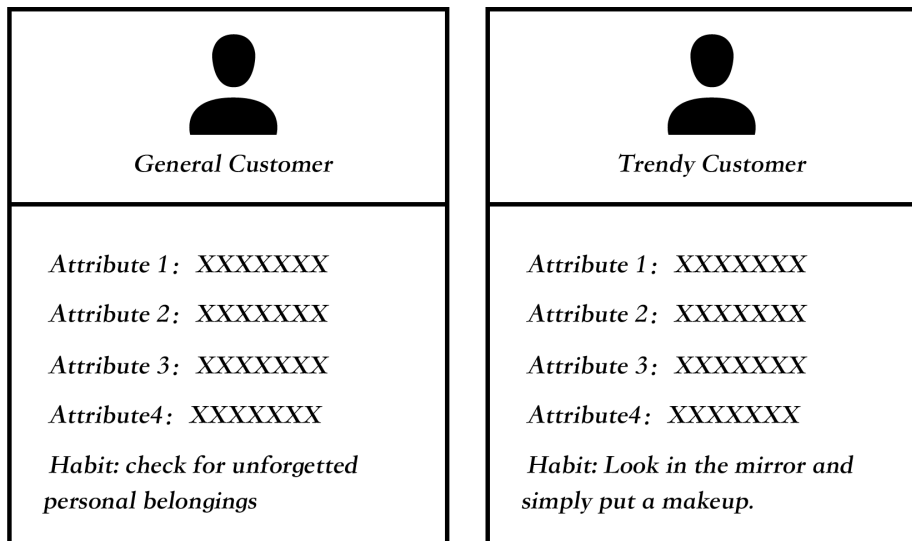 General Customer
Attribute 1: XXXXXXX
Attribute 2: XXXXXXX
Attribute 3: XXXXXXX
Attribute4: XXXXXXX
Habit: check for unforgetted
personal belongings
Trendy Customer
Attribute 1: XXXXXXX
Attribute 2: XXXXXXX
Attribute 3: XXXXXXX
Attribute4: XXXXXXX
Habit: Look in the mirror and
simply put a makeup.